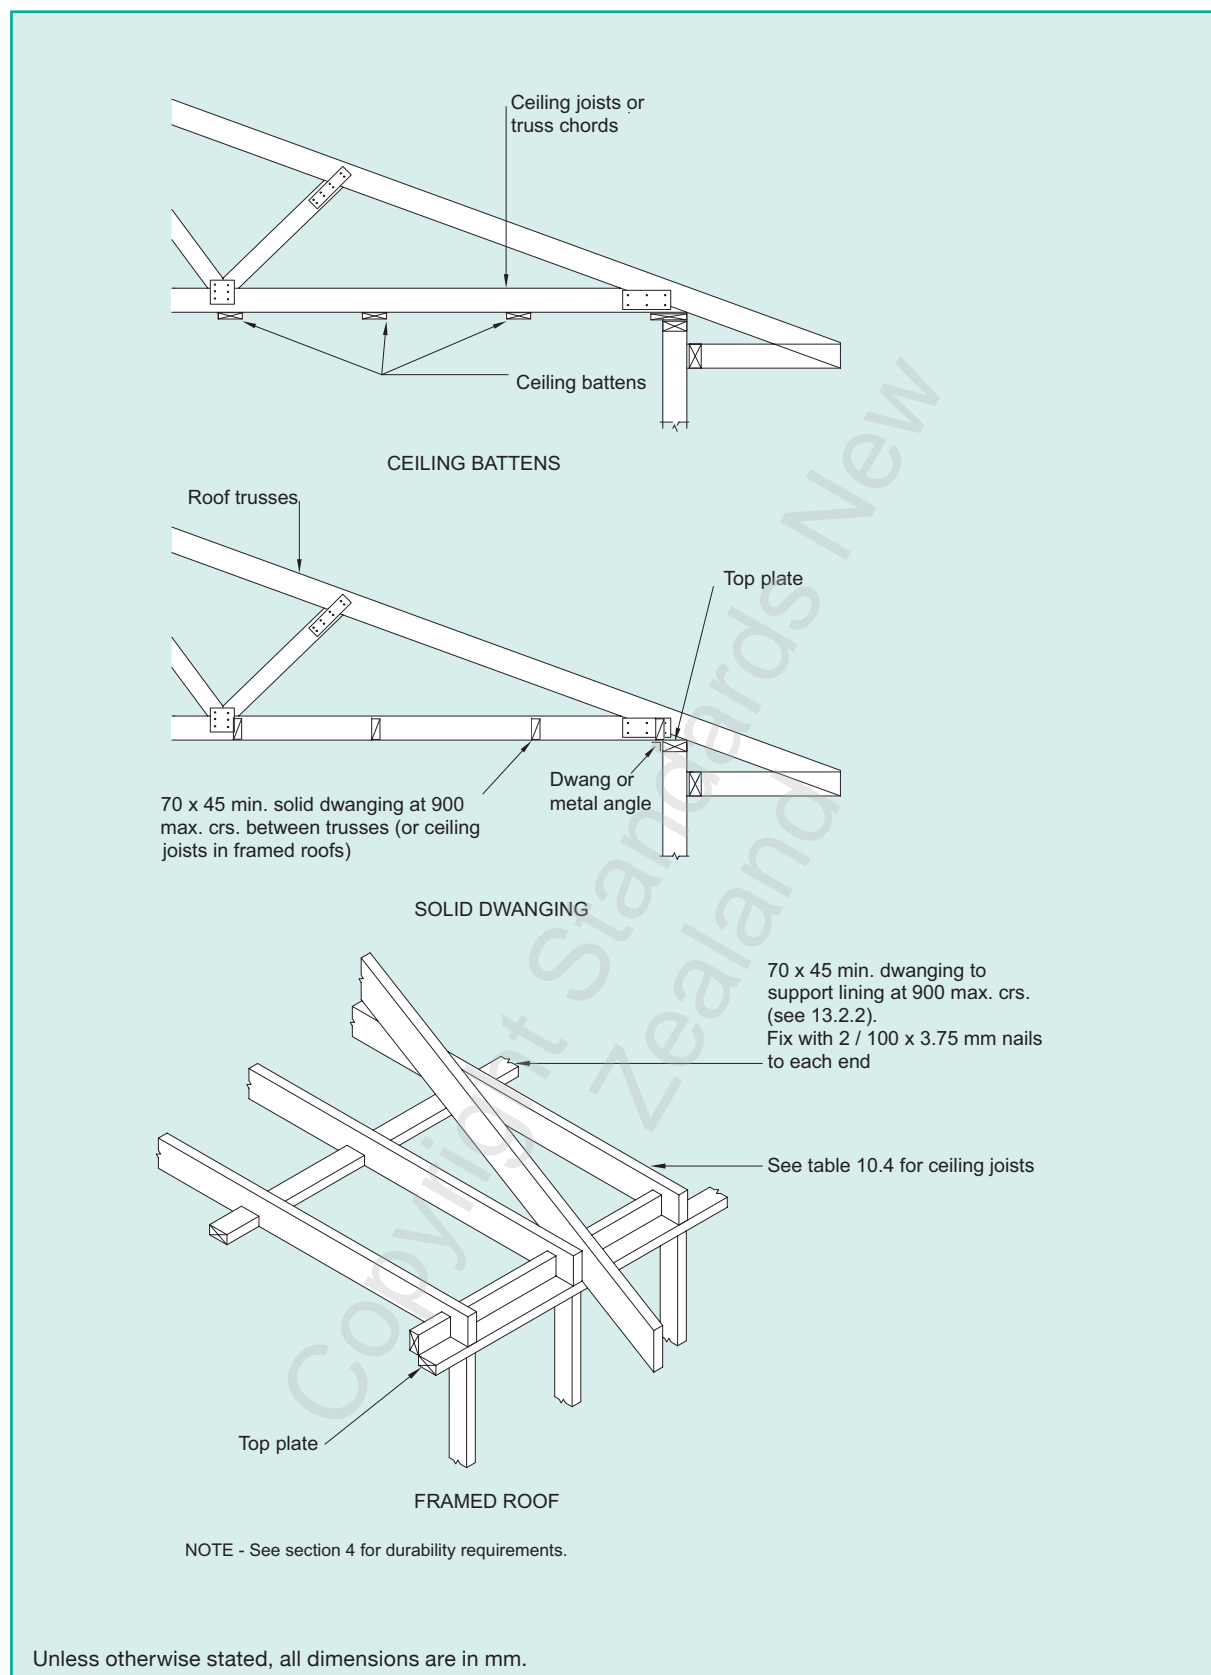 Ceiling joists or
truss chords
Ceiling battens
CEILING BATTENS
Roof trusses
Top plate
Dwang or
metal angle
70 x 45 min. solid dwanging at 900
max. crs. between trusses (or ceiling
joists in framed roofs)
SOLID DWANGING
70 x 45 min. dwanging to
support lining at 900 max. crs.
(see 13.2.2).
Fix with 2 / 100 x 3.75 mm nails
to each end
See table 10.4 for ceiling joists
Top plate
FRAMED ROOF
NOTE - See section 4 for durability requirements.
Unless otherwise stated, all dimensions are in mm.
Copyright Standards New
Zealand